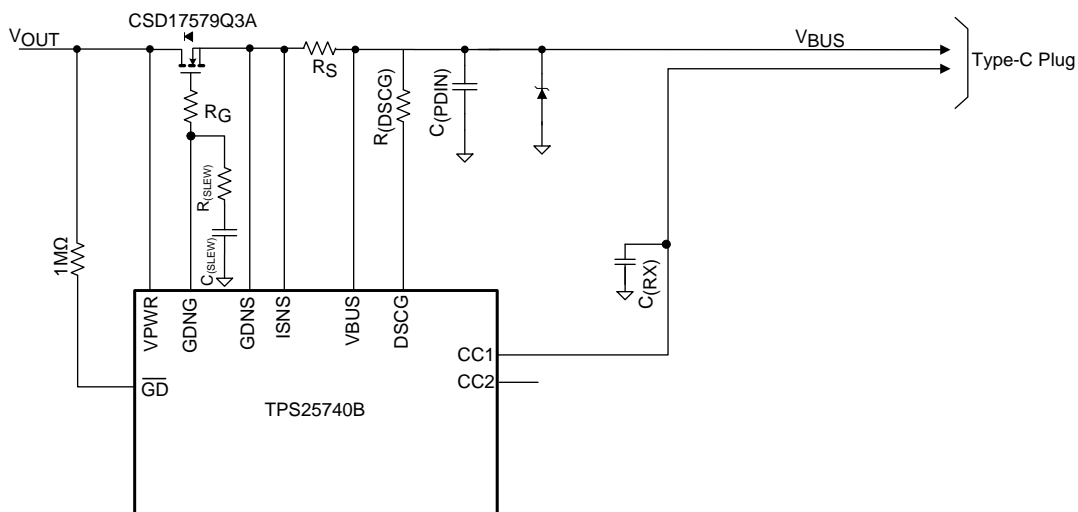 CSD17579Q3A
VOUT
VBUS
Type-C Plug
RS
RG
R(DSCG)
C(PDIN)
R(SLEW)
C(SLEW)
1MΩ
C(RX)
VPWR
GDNG
GDNS
ISNS
VBUS
DSCG
CC1
CC2
GD
TPS25740B